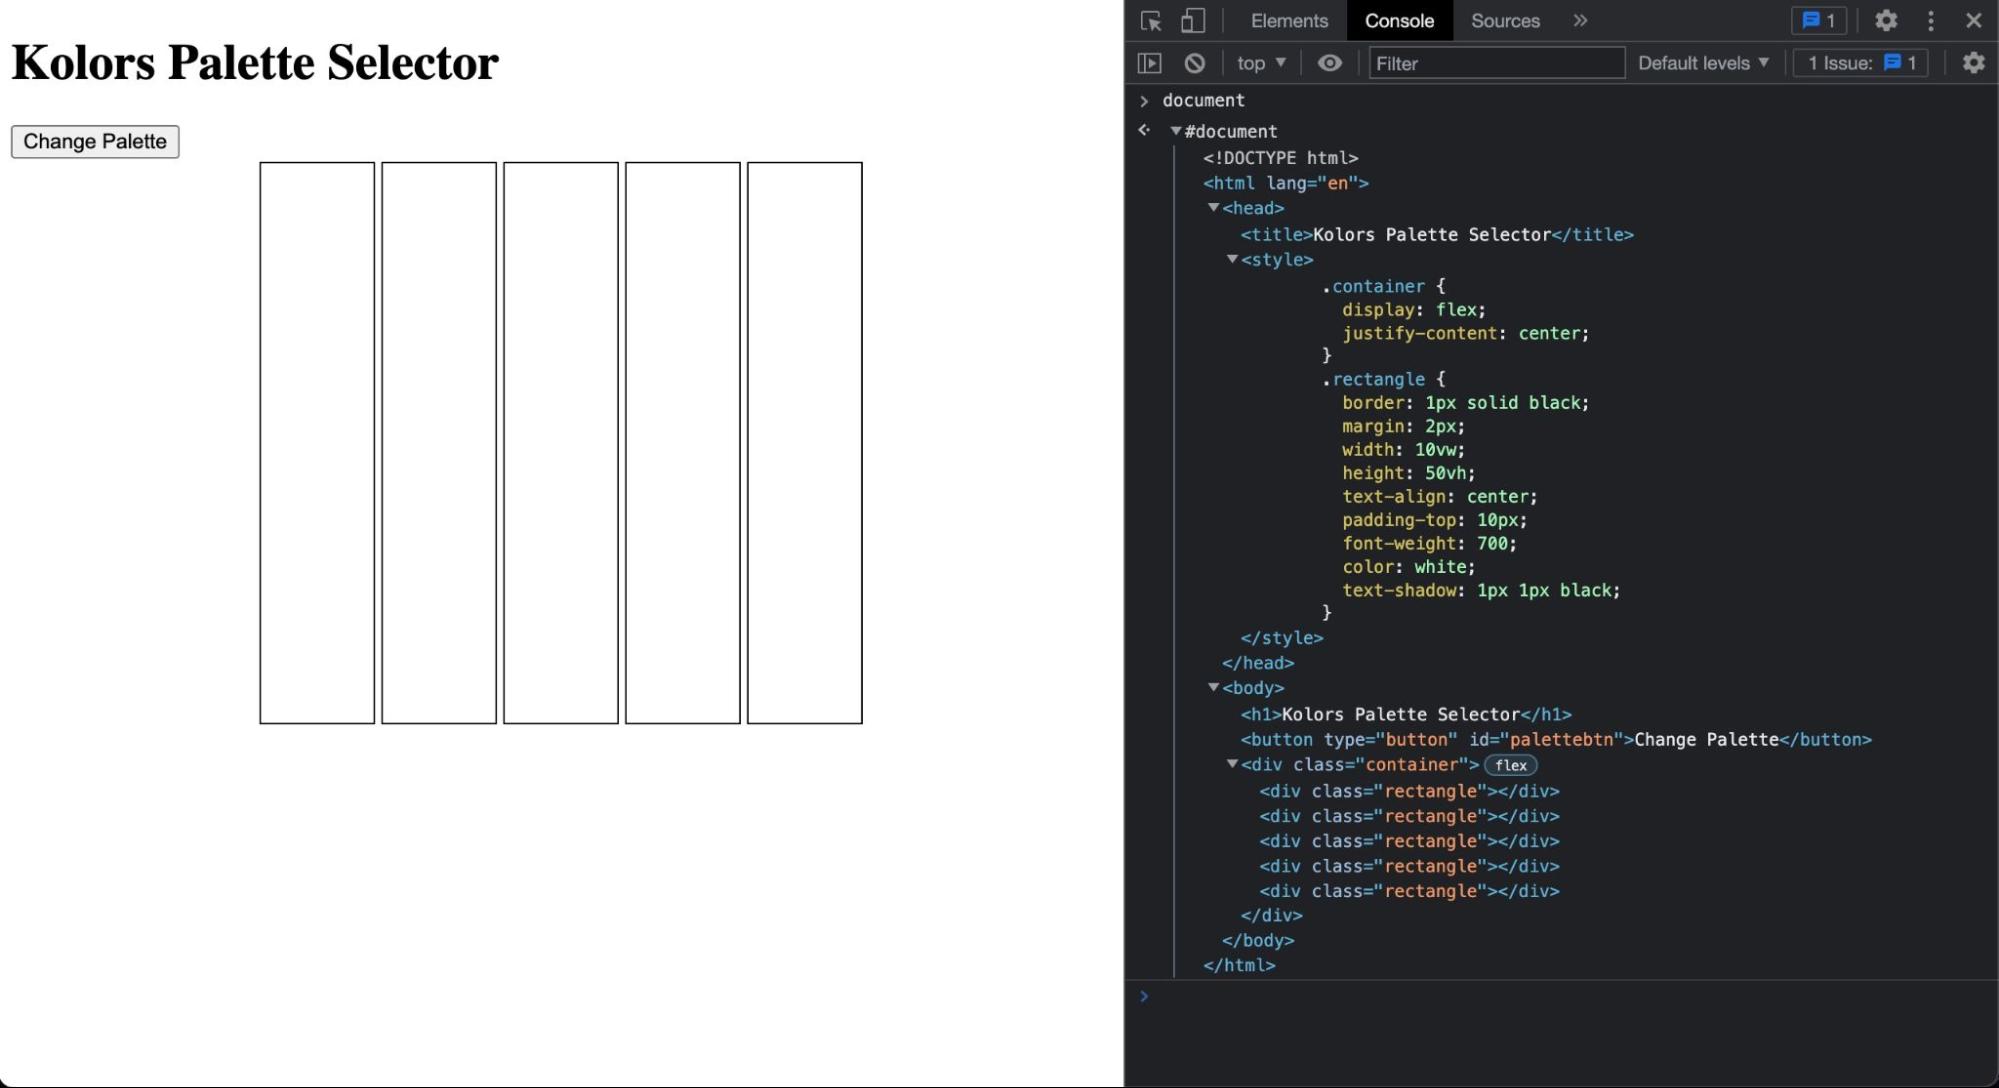 Kolors Palette Selector
Change Palette
Elements Console Sources » 1
top Filter Default levels 1 Issue: 1
> document
#document
<!DOCTYPE html>
<html lang="en">
<head>
<title>Kolors Palette Selector</title>
<style>
.container {
display: flex;
justify-content: center;
}
.rectangle {
border: 1px solid black;
margin: 2px;
width: 10vw;
height: 50vh;
text-align: center;
padding-top: 10px;
font-weight: 700;
color: white;
text-shadow: 1px 1px black;
}
</style>
</head>
<body>
<h1>Kolors Palette Selector</h1>
<button type="button" id="palettebtn">Change Palette</button>
<div class="container"> flex
<div class="rectangle"></div>
<div class="rectangle"></div>
<div class="rectangle"></div>
<div class="rectangle"></div>
<div class="rectangle"></div>
</div>
</body>
</html>
>